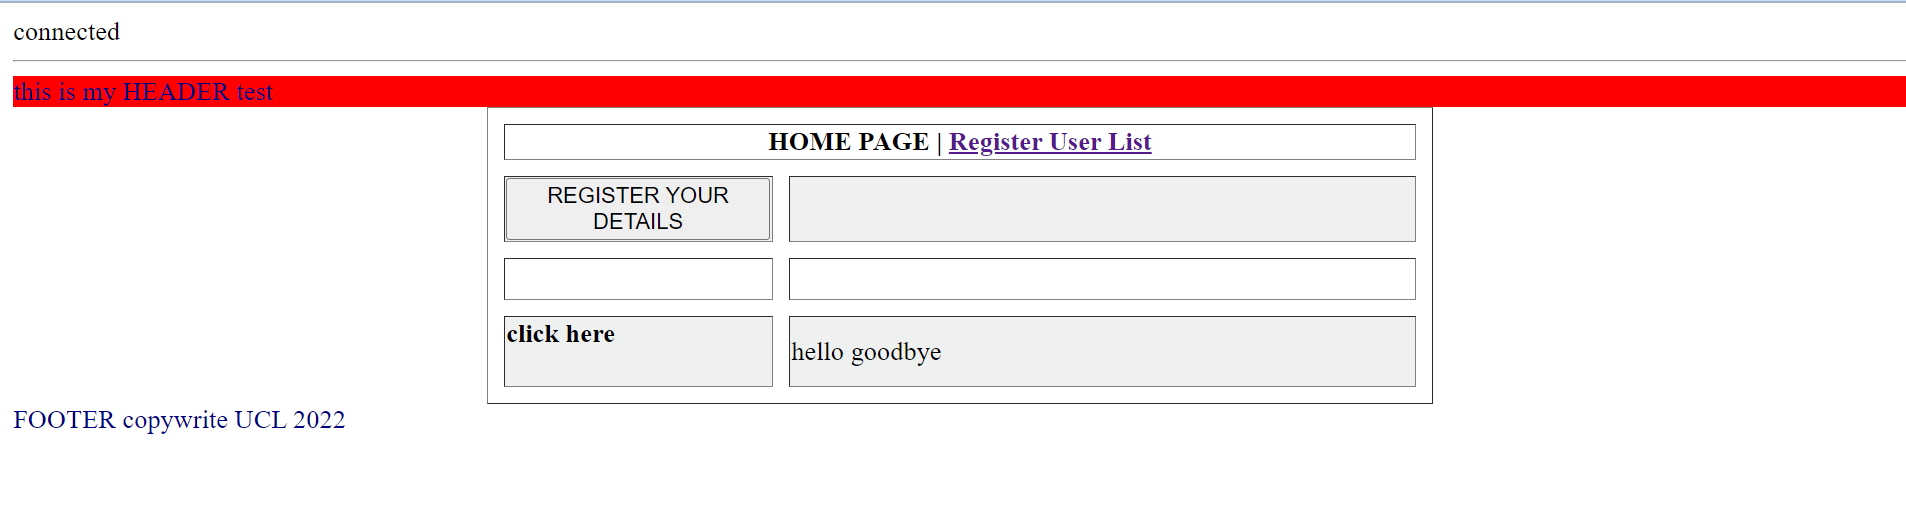 connected
this is my HEADER test
HOME PAGE | Register User List
REGISTER YOUR
DETAILS
click here
hello goodbye
FOOTER copywrite UCL 2022